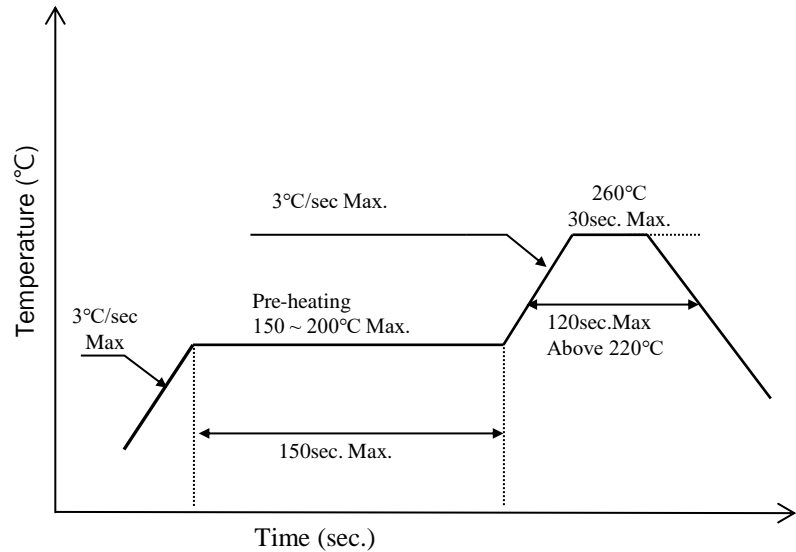 Temperature (℃)
3℃/sec Max.
260℃
30sec. Max.
Pre-heating
150 ~ 200℃ Max.
3℃/sec
Max
120sec.Max
Above 220℃
150sec. Max.
Time (sec.)